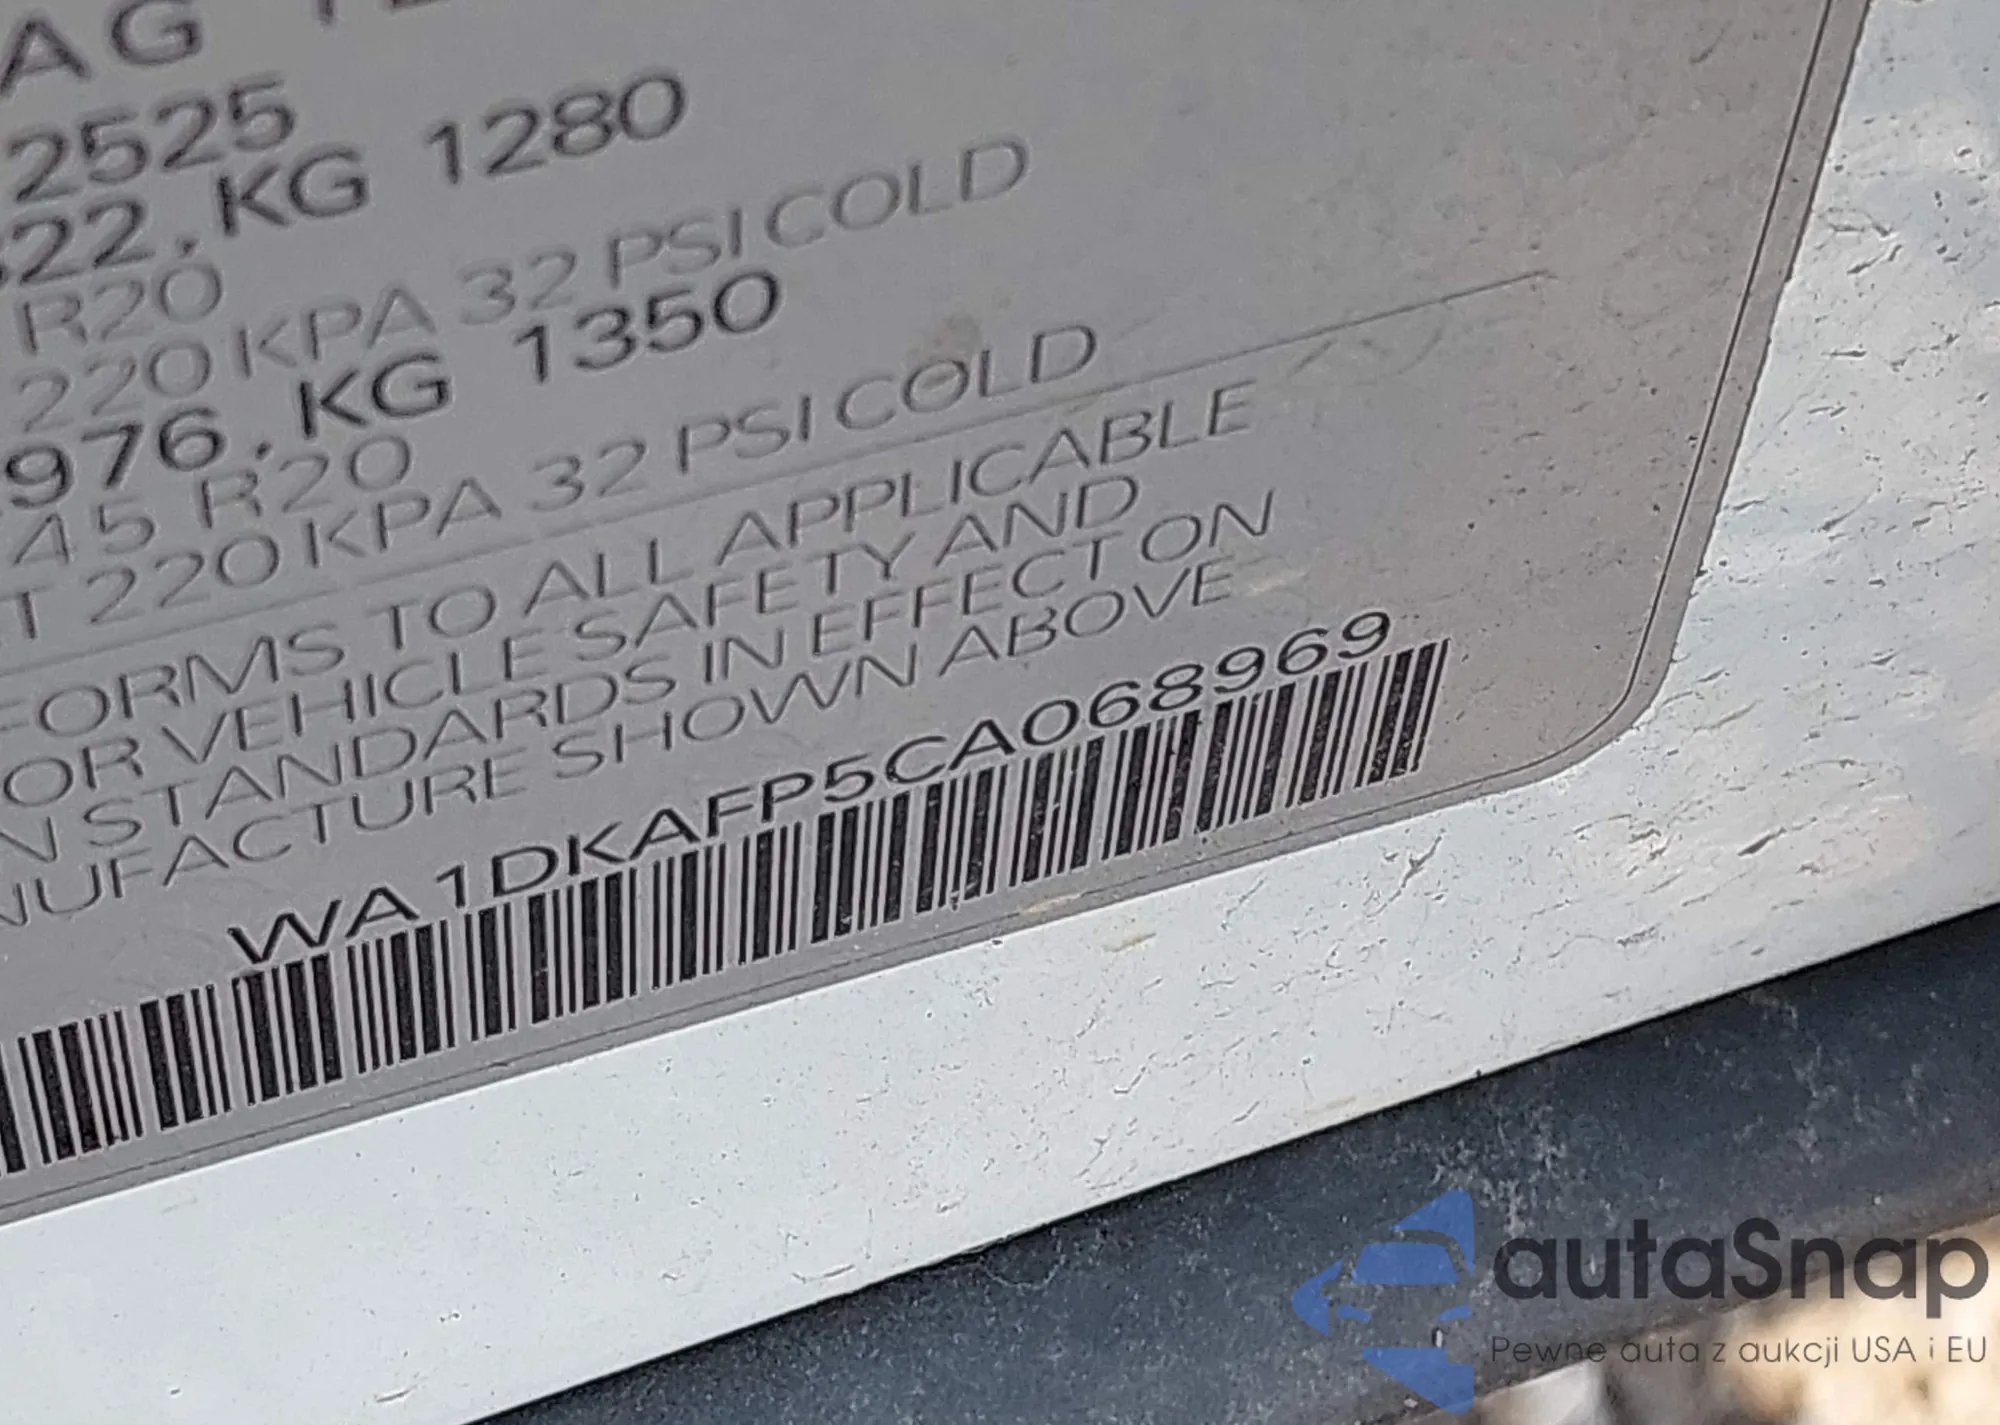 AG
2525
22, KG 1280
R20
220 KPA 32 PSI COLD
976, KG 1350
45 R20
T 220 KPA 32 PSI COLD
FORMS TO ALL APPLICABLE
OR VEHICLE SAFETY AND
N STANDARDS IN EFFECT ON
NUFACTURE SHOWN ABOVE
WA1DKAFP5CA068969
autaSnap
Pewne auta z aukcji USA i EU